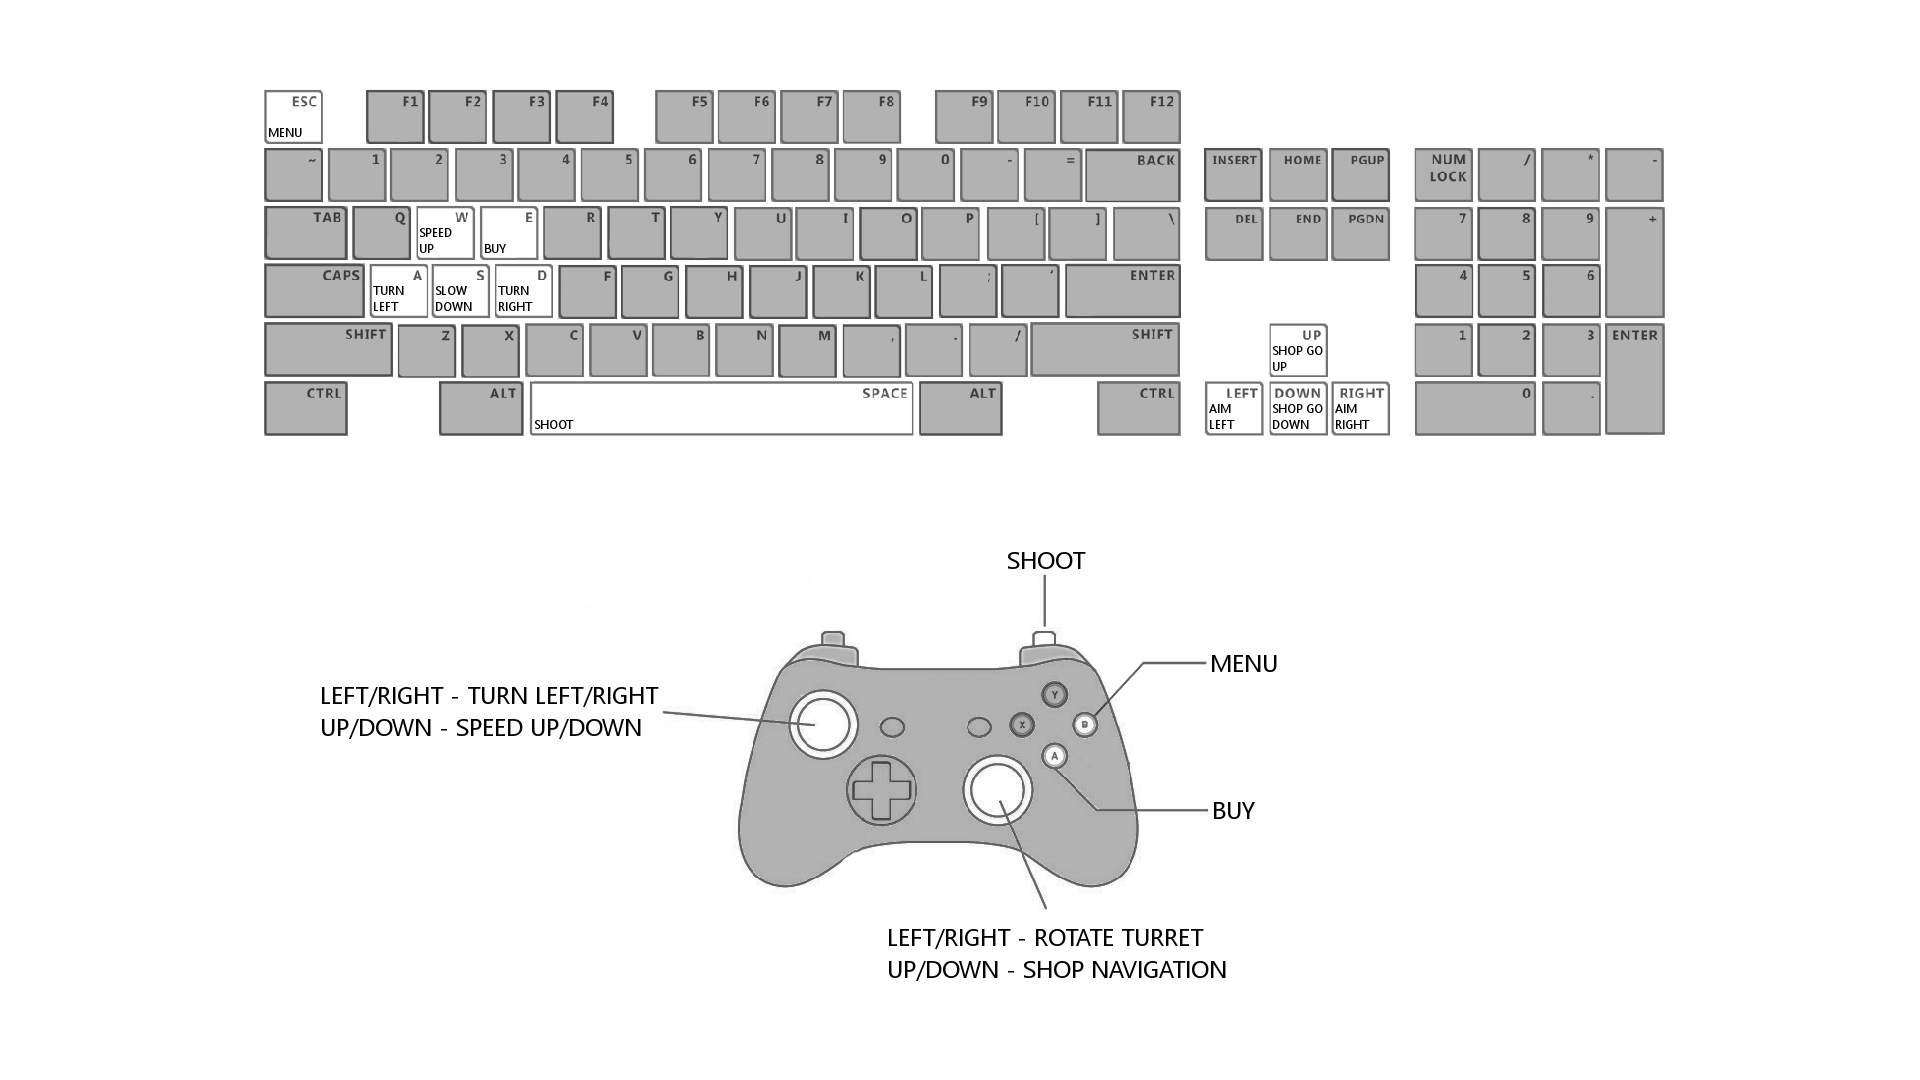 ESC
MENU
F1 F2 F3 F4 F5 F6 F7 F8 F9 F10 F11 F12
~ 1 2 3 4 5 6 7 8 9 0 - = BACK
INSERT HOME PGUP
NUM LOCK / * -
TAB Q W E R T Y U I O P [ ] \
SPEED UP
BUY
DEL END PGDN
7 8 9 +
CAPS A S D F G H J K L ; ' ENTER
TURN LEFT
SLOW DOWN
TURN RIGHT
4 5 6
SHIFT Z X C V B N M , . / SHIFT
UP
SHOP GO UP
1 2 3 ENTER
CTRL ALT SPACE ALT CTRL
SHOOT
LEFT DOWN RIGHT
AIM LEFT
SHOP GO DOWN
AIM RIGHT
0 .
SHOOT
MENU
LEFT/RIGHT - TURN LEFT/RIGHT
UP/DOWN - SPEED UP/DOWN
Y
X B
A
BUY
LEFT/RIGHT - ROTATE TURRET
UP/DOWN - SHOP NAVIGATION